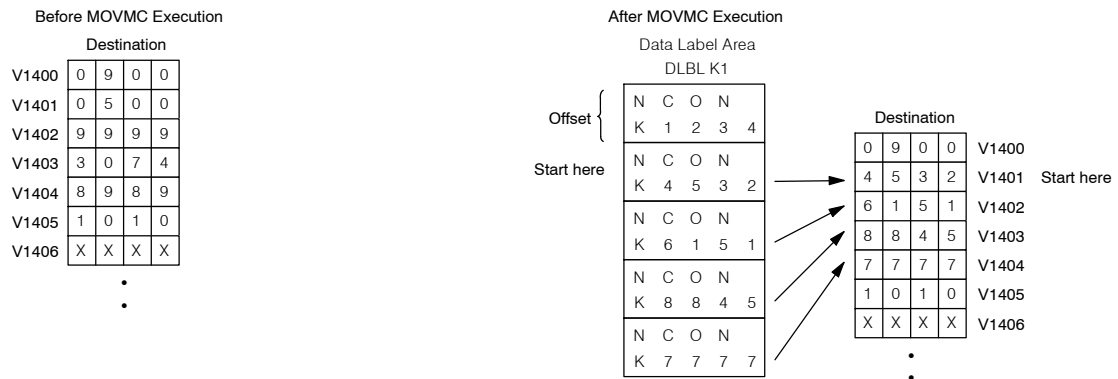 Before MOVMC Execution
Destination
V1400 0 9 0 0
V1401 0 5 0 0
V1402 9 9 9 9
V1403 3 0 7 4
V1404 8 9 8 9
V1405 1 0 1 0
V1406 X X X X
After MOVMC Execution
Data Label Area
DLBL K1
Offset
N C O N
K 1 2 3 4
Start here
N C O N
K 4 5 3 2
N C O N
K 6 1 5 1
N C O N
K 8 8 4 5
N C O N
K 7 7 7 7
Destination
0 9 0 0 V1400
4 5 3 2 V1401 Start here
6 1 5 1 V1402
8 8 4 5 V1403
7 7 7 7 V1404
1 0 1 0 V1405
X X X X V1406